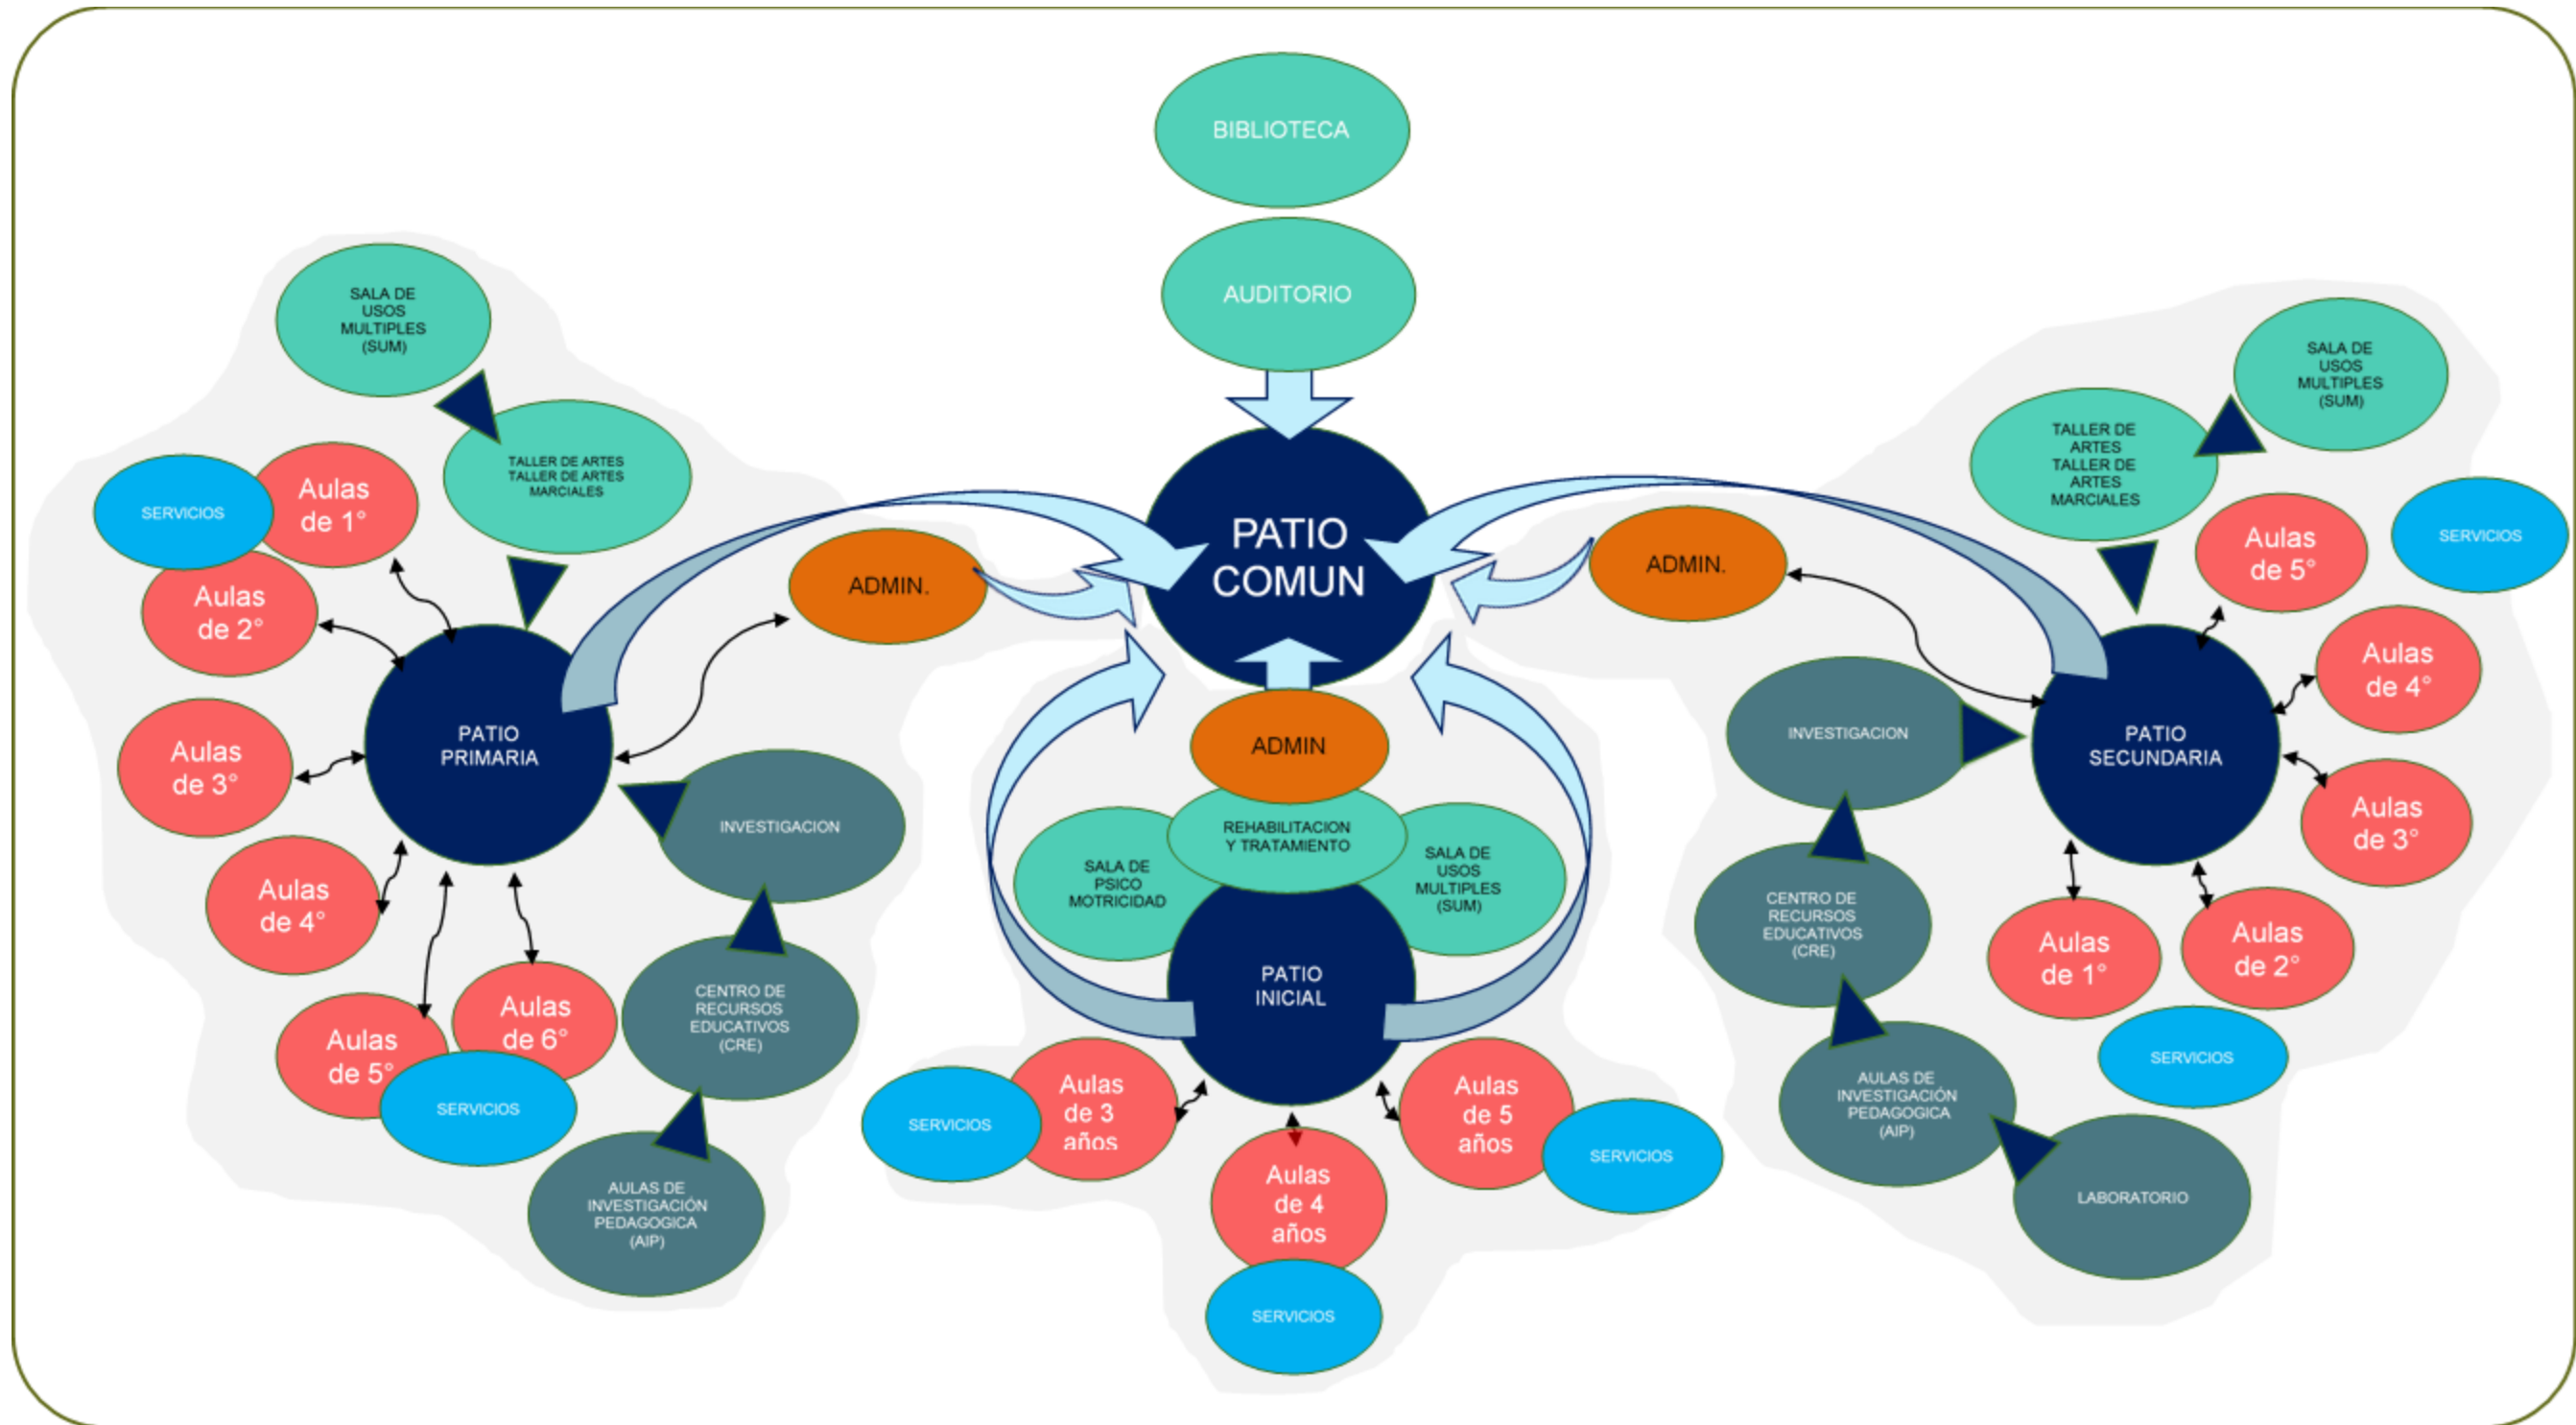 BIBLIOTECA
AUDITORIO
PATIO
COMUN
SALA DE
USOS
MULTIPLES
(SUM)
TALLER DE ARTES
TALLER DE ARTES
MARCIALES
SERVICIOS
Aulas
de 1°
Aulas
de 2°
Aulas
de 3°
Aulas
de 4°
Aulas
de 5°
Aulas
de 6°
SERVICIOS
PATIO
PRIMARIA
ADMIN.
INVESTIGACION
CENTRO DE
RECURSOS
EDUCATIVOS
(CRE)
AULAS DE
INVESTIGACIÓN
PEDAGOGICA
(AIP)
ADMIN
REHABILITACION
Y TRATAMIENTO
SALA DE
PSICO
MOTRICIDAD
SALA DE
USOS
MULTIPLES
(SUM)
PATIO
INICIAL
SERVICIOS
Aulas
de 3
años
Aulas
de 4
años
SERVICIOS
Aulas
de 5
años
SERVICIOS
ADMIN.
SALA DE
USOS
MULTIPLES
(SUM)
TALLER DE
ARTES
TALLER DE
ARTES
MARCIALES
SERVICIOS
Aulas
de 5°
Aulas
de 4°
Aulas
de 3°
Aulas
de 2°
Aulas
de 1°
SERVICIOS
PATIO
SECUNDARIA
INVESTIGACION
CENTRO DE
RECURSOS
EDUCATIVOS
(CRE)
AULAS DE
INVESTIGACIÓN
PEDAGOGICA
(AIP)
LABORATORIO